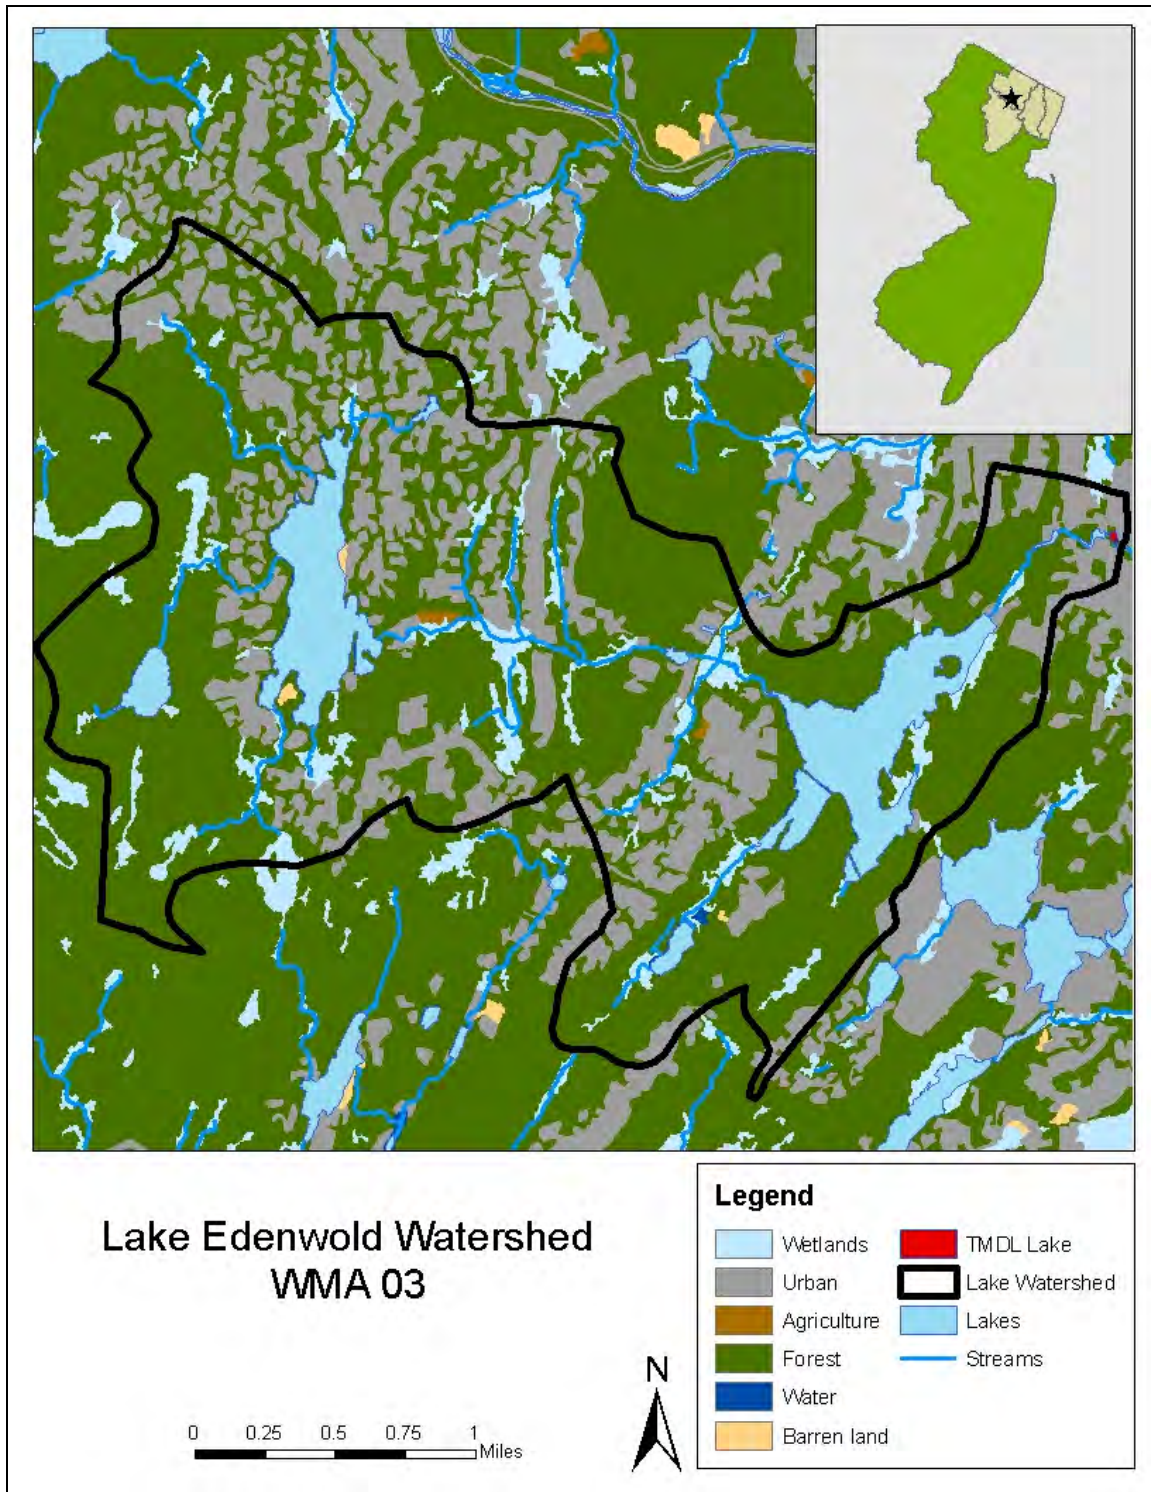 Lake Edenwold Watershed
WMA 03
0 0.25 0.5 0.75 1
Miles
N
Legend
Wetlands
Urban
Agriculture
Forest
Water
Barren land
TMDL Lake
Lake Watershed
Lakes
Streams